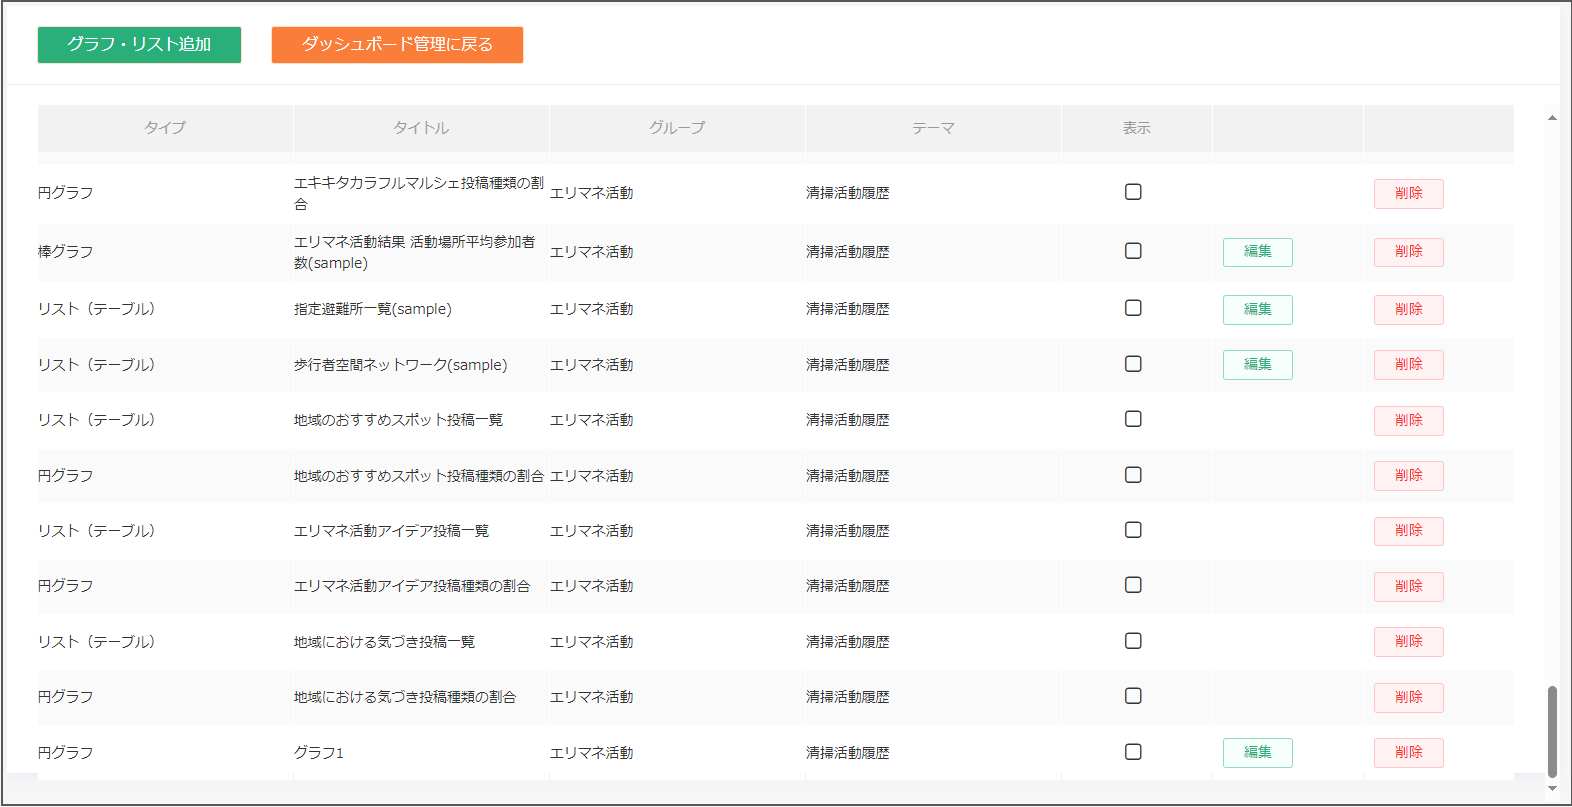 グラフ・リスト追加 ダッシュボード管理に戻る
タイプ タイトル グループ テーマ 表示
円グラフ エキキタカラフルマルシェ投稿種類の割 エリマネ活動 清掃活動履歴 削除
合
棒グラフ エリマネ活動結果 活動場所平均参加者 エリマネ活動 清掃活動履歴 編集 削除
数(sample)
リスト（テーブル） 指定避難所一覧(sample) エリマネ活動 清掃活動履歴 編集 削除
リスト（テーブル） 歩行者空間ネットワーク(sample) エリマネ活動 清掃活動履歴 編集 削除
リスト（テーブル） 地域のおすすめスポット投稿一覧 エリマネ活動 清掃活動履歴 削除
円グラフ 地域のおすすめスポット投稿種類の割合 エリマネ活動 清掃活動履歴 削除
リスト（テーブル） エリマネ活動アイデア投稿一覧 エリマネ活動 清掃活動履歴 削除
円グラフ エリマネ活動アイデア投稿種類の割合 エリマネ活動 清掃活動履歴 削除
リスト（テーブル） 地域における気づき投稿一覧 エリマネ活動 清掃活動履歴 削除
円グラフ 地域における気づき投稿種類の割合 エリマネ活動 清掃活動履歴 削除
円グラフ グラフ1 エリマネ活動 清掃活動履歴 編集 削除